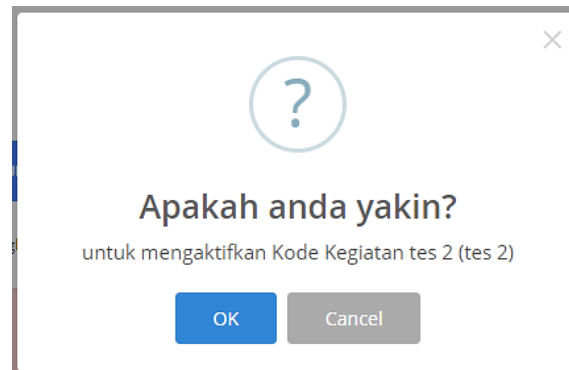 ?
Apakah anda yakin?
untuk mengaktifkan Kode Kegiatan tes 2 (tes 2)
OK
Cancel